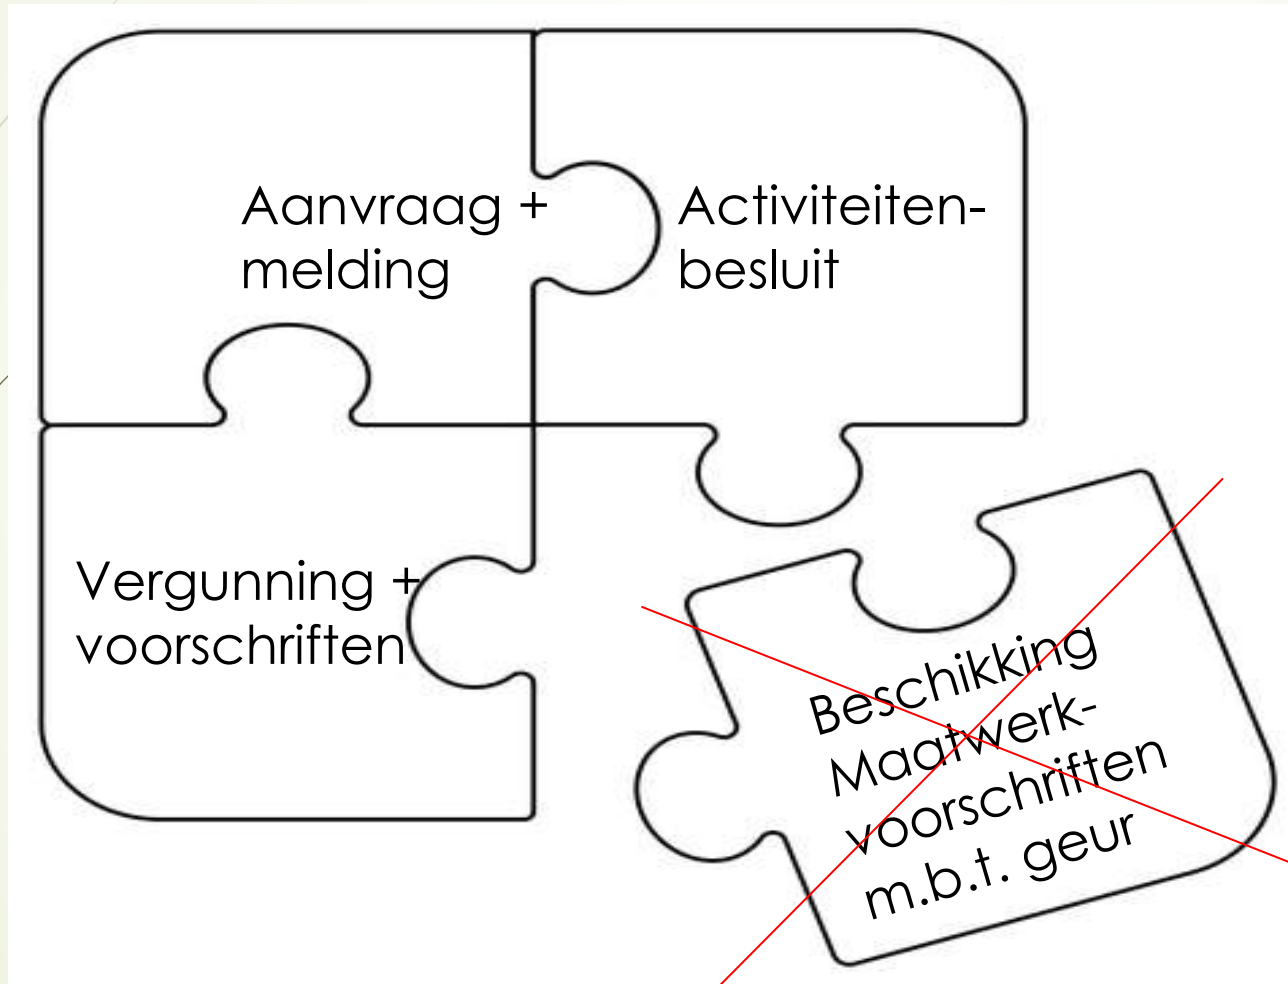 Aanvraag +
melding
Activiteiten-
besluit
Vergunning +
voorschriften
Beschikking
Maatwerk-
voorschriften
m.b.t. geur